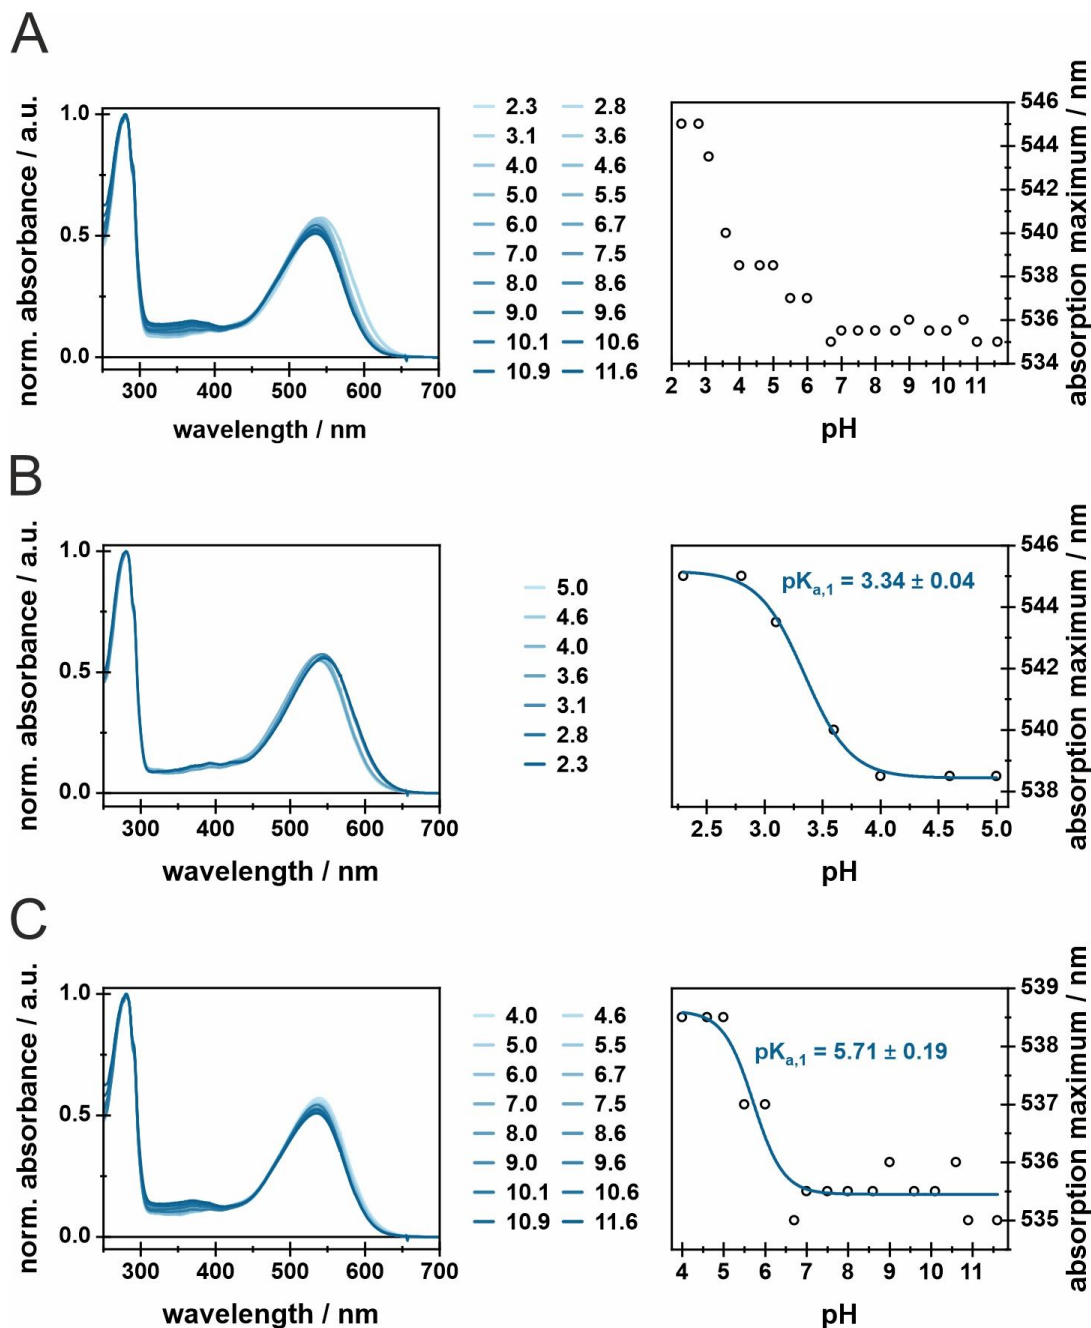 A
norm. absorbance / a.u.
1.0
0.5
0.0
300 400 500 600 700
wavelength / nm
2.3 2.8
3.1 3.6
4.0 4.6
5.0 5.5
6.0 6.7
7.0 7.5
8.0 8.6
9.0 9.6
10.1 10.6
10.9 11.6
546
544
542
540
538
536
534
2 3 4 5 6 7 8 9 10 11
pH
absorption maximum / nm
B
norm. absorbance / a.u.
1.0
0.5
0.0
300 400 500 600 700
wavelength / nm
5.0
4.6
4.0
3.6
3.1
2.8
2.3
pKa,1 = 3.34 ± 0.04
546
544
542
540
538
2.5 3.0 3.5 4.0 4.5 5.0
pH
absorption maximum / nm
C
norm. absorbance / a.u.
1.0
0.5
0.0
300 400 500 600 700
wavelength / nm
4.0 4.6
5.0 5.5
6.0 6.7
7.0 7.5
8.0 8.6
9.0 9.6
10.1 10.6
10.9 11.6
pKa,1 = 5.71 ± 0.19
539
538
537
536
535
4 5 6 7 8 9 10 11
pH
absorption maximum / nm